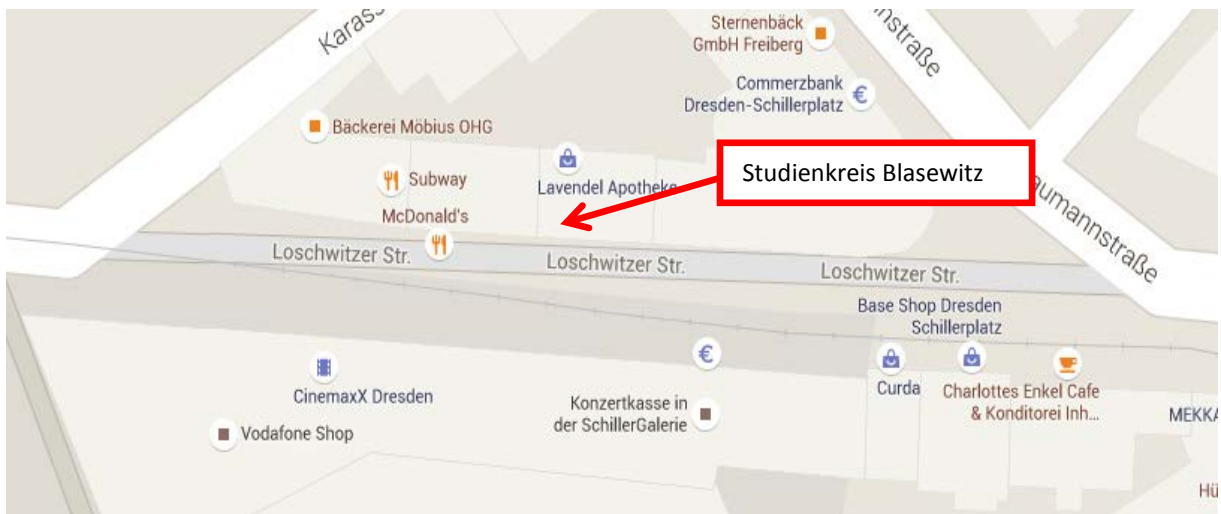 Karass
Sternenbäck
GmbH Freiberg
nstraße
Commerzbank
Dresden-Schillerplatz
€
Bäckerei Möbius OHG
Studienkreis Blasewitz
Subway
Lavendel Apotheke
aumannstraße
McDonald's
Loschwitzer Str.
Loschwitzer Str.
Loschwitzer Str.
Base Shop Dresden
Schillerplatz
€
CinemaxX Dresden
Curda
Charlottes Enkel Cafe
& Konditorei Inh...
Konzertkasse in
der SchillerGalerie
MEKKA
Vodafone Shop
Hü